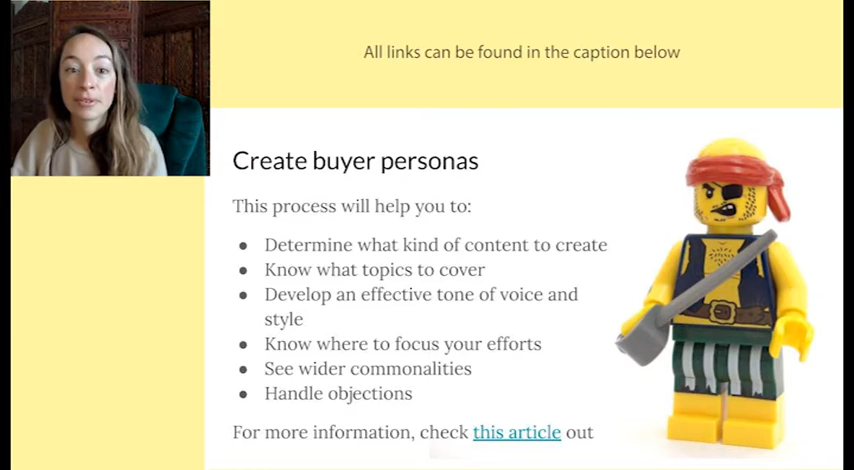 All links can be found in the caption below
Create buyer personas
This process will help you to:
● Determine what kind of content to create
● Know what topics to cover
● Develop an effective tone of voice and
style
● Know where to focus your efforts
● See wider commonalities
● Handle objections
For more information, check this article out